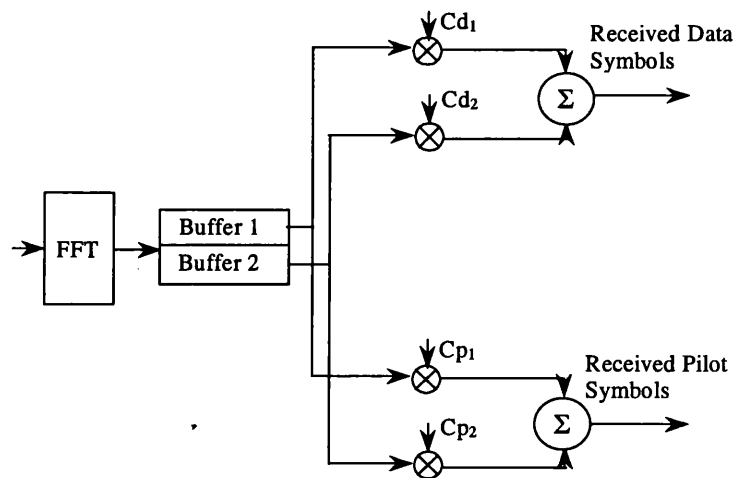 Cd₁
Received Data
Symbols
Σ
Cd₂
FFT
Buffer 1
Buffer 2
Cp₁
Received Pilot
Symbols
Σ
Cp₂